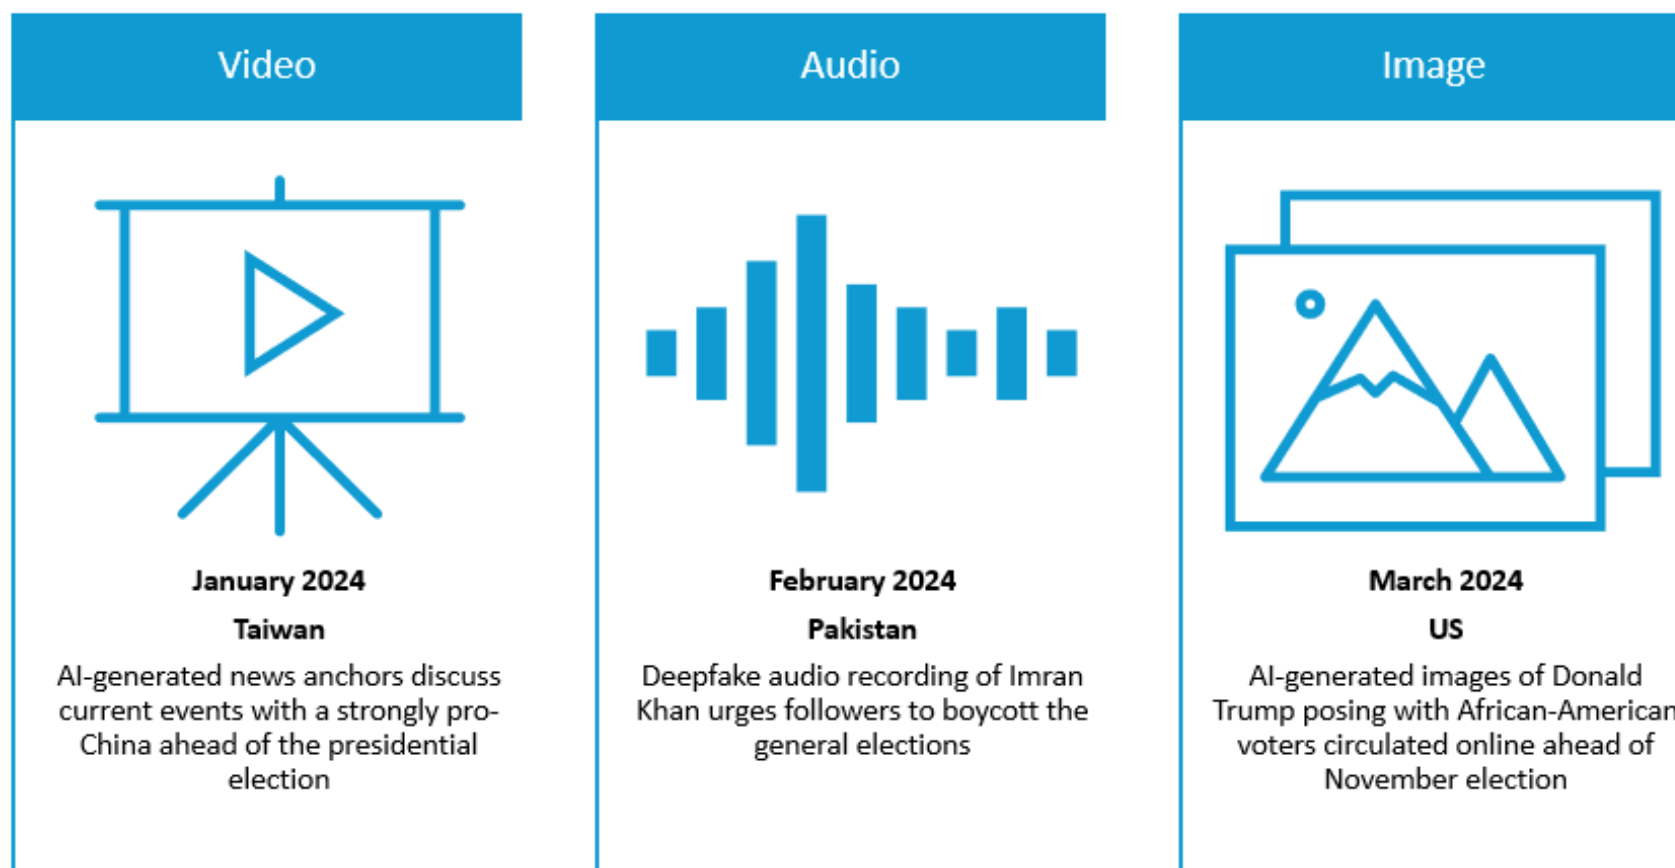 Video
January 2024
Taiwan
AI-generated news anchors discuss
current events with a strongly pro-
China ahead of the presidential
election
Audio
February 2024
Pakistan
Deepfake audio recording of Imran
Khan urges followers to boycott the
general elections
Image
March 2024
US
AI-generated images of Donald
Trump posing with African-American
voters circulated online ahead of
November election